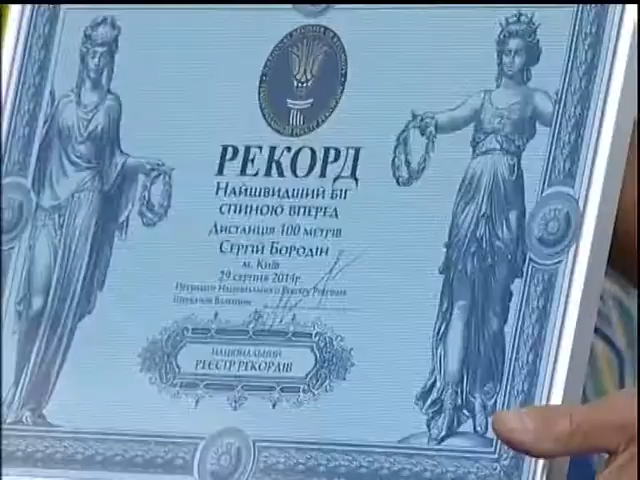 РЕКОРД
НАЙШВИДШИЙ БІГ
СПИНОЮ ВПЕРЕД
ДИСТАНЦІЯ 100 МЕТРІВ
СЕРГІЙ БОРОДІН
м. Київ
29 серпня 2014р.
Президент Національного Реєстру Рекордів
НАЦІОНАЛЬНИЙ
РЕЄСТР РЕКОРДІВ